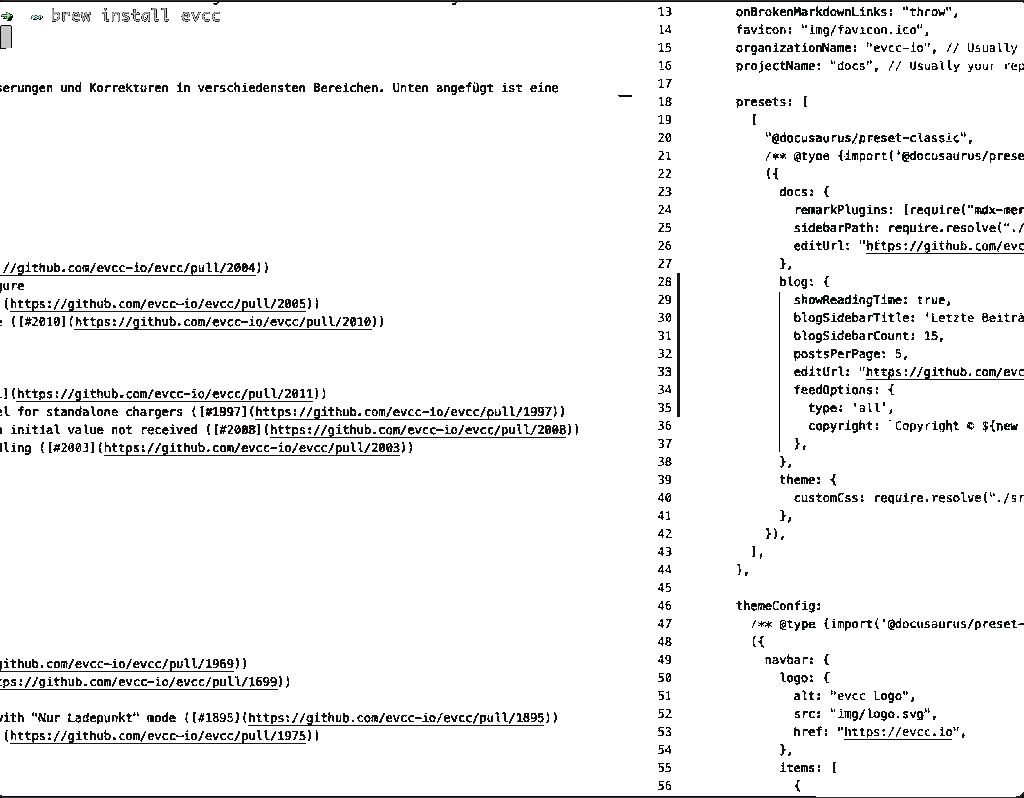 brew install evcc
serungen und Korrekturen in verschiedensten Bereichen. Unten angefügt ist eine
://github.com/evcc-io/evcc/pull/2004))
gure
(https://github.com/evcc-io/evcc/pull/2005))
e ([#2010](https://github.com/evcc-io/evcc/pull/2010))
](https://github.com/evcc-io/evcc/pull/2011))
el for standalone chargers ([#1997](https://github.com/evcc-io/evcc/pull/1997))
n initial value not received ([#2008](https://github.com/evcc-io/evcc/pull/2008))
lling ([#2003](https://github.com/evcc-io/evcc/pull/2003))
github.com/evcc-io/evcc/pull/1969))
tps://github.com/evcc-io/evcc/pull/1699))
with "Nur Ladepunkt" mode ([#1895](https://github.com/evcc-io/evcc/pull/1895))
(https://github.com/evcc-io/evcc/pull/1975))
13 onBrokenMarkdownLinks: "throw",
14 favicon: "img/favicon.ico",
15 organizationName: "evcc-io", // Usually
16 projectName: "docs", // Usually your rep
17
18 presets: [
19 [
20 "@docusaurus/preset-classic",
21 /** @type {import('@docusaurus/prese
22 ({
23 docs: {
24 remarkPlugins: [require("mdx-mer
25 sidebarPath: require.resolve("./
26 editUrl: "https://github.com/evc
27 },
28 blog: {
29 showReadingTime: true,
30 blogSidebarTitle: 'Letzte Beiträ
31 blogSidebarCount: 15,
32 postsPerPage: 5,
33 editUrl: "https://github.com/evc
34 feedOptions: {
35 type: 'all',
36 copyright: `Copyright © ${new
37 },
38 },
39 theme: {
40 customCss: require.resolve("./sr
41 },
42 }),
43 ],
44 ],
45
46 themeConfig:
47 /** @type {import('@docusaurus/preset-
48 ({
49 navbar: {
50 logo: {
51 alt: "evcc Logo",
52 src: "img/logo.svg",
53 href: "https://evcc.io",
54 },
55 items: [
56 {